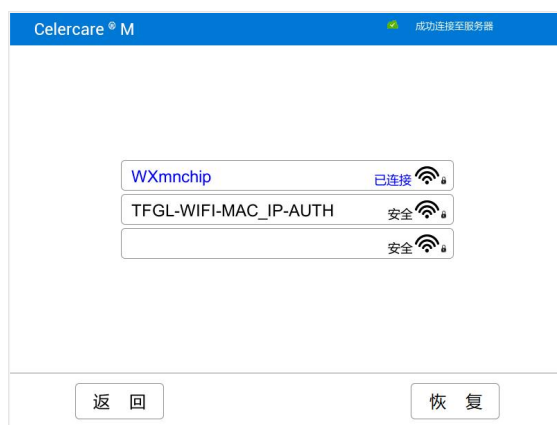 Celercare ® M 成功连接至服务器
WXmnchip 已连接
TFGL-WIFI-MAC_IP-AUTH 安全
安全
返 回 恢 复